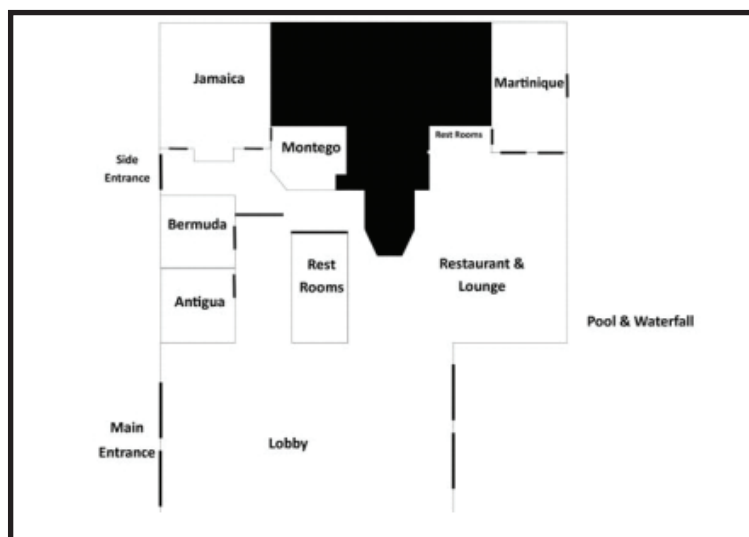 Jamaica
Martinique
Rest Rooms
Montego
Side
Entrance
Bermuda
Rest
Rooms
Restaurant &
Lounge
Antigua
Pool & Waterfall
Main
Entrance
Lobby